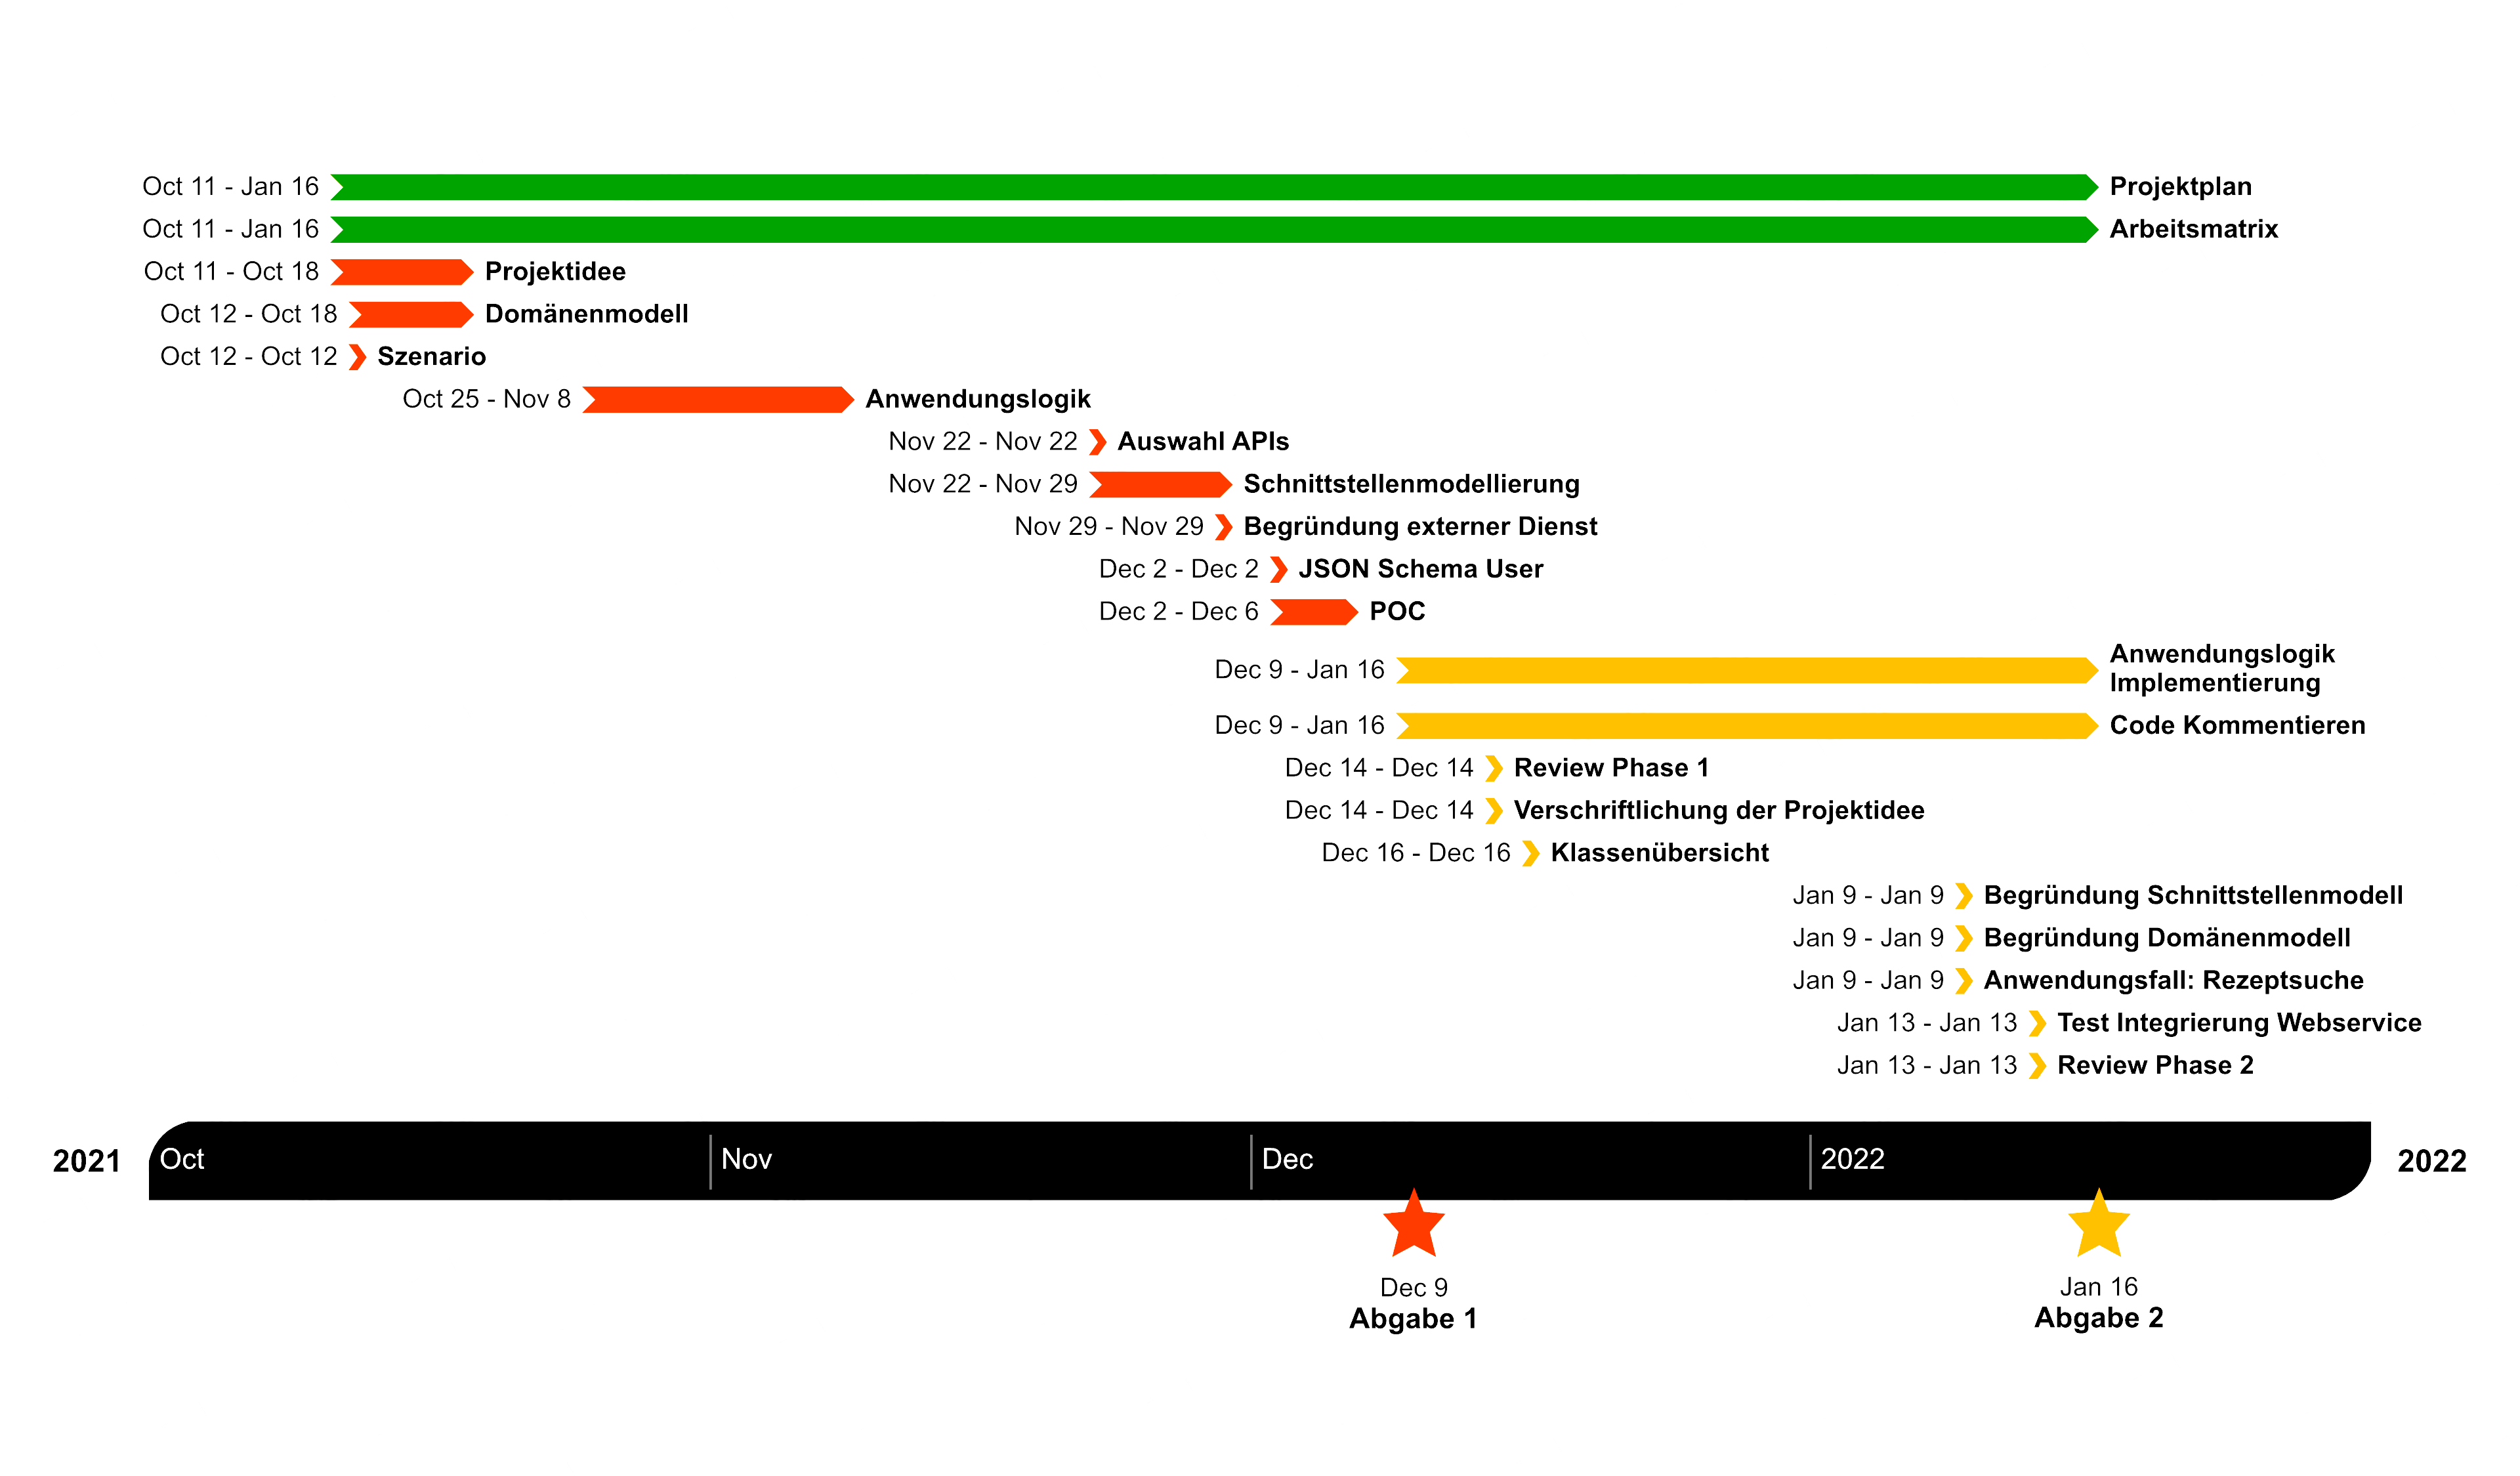 Oct 11 - Jan 16 Projektplan
Oct 11 - Jan 16 Arbeitsmatrix
Oct 11 - Oct 18 Projektidee
Oct 12 - Oct 18 Domänenmodell
Oct 12 - Oct 12 Szenario
Oct 25 - Nov 8 Anwendungslogik
Nov 22 - Nov 22 Auswahl APIs
Nov 22 - Nov 29 Schnittstellenmodellierung
Nov 29 - Nov 29 Begründung externer Dienst
Dec 2 - Dec 2 JSON Schema User
Dec 2 - Dec 6 POC
Dec 9 - Jan 16 Anwendungslogik
Implementierung
Dec 9 - Jan 16 Code Kommentieren
Dec 14 - Dec 14 Review Phase 1
Dec 14 - Dec 14 Verschriftlichung der Projektidee
Dec 16 - Dec 16 Klassenübersicht
Jan 9 - Jan 9 Begründung Schnittstellenmodell
Jan 9 - Jan 9 Begründung Domänenmodell
Jan 9 - Jan 9 Anwendungsfall: Rezeptsuche
Jan 13 - Jan 13 Test Integrierung Webservice
Jan 13 - Jan 13 Review Phase 2
2021 Oct Nov Dec 2022 2022
Dec 9 Jan 16
Abgabe 1 Abgabe 2